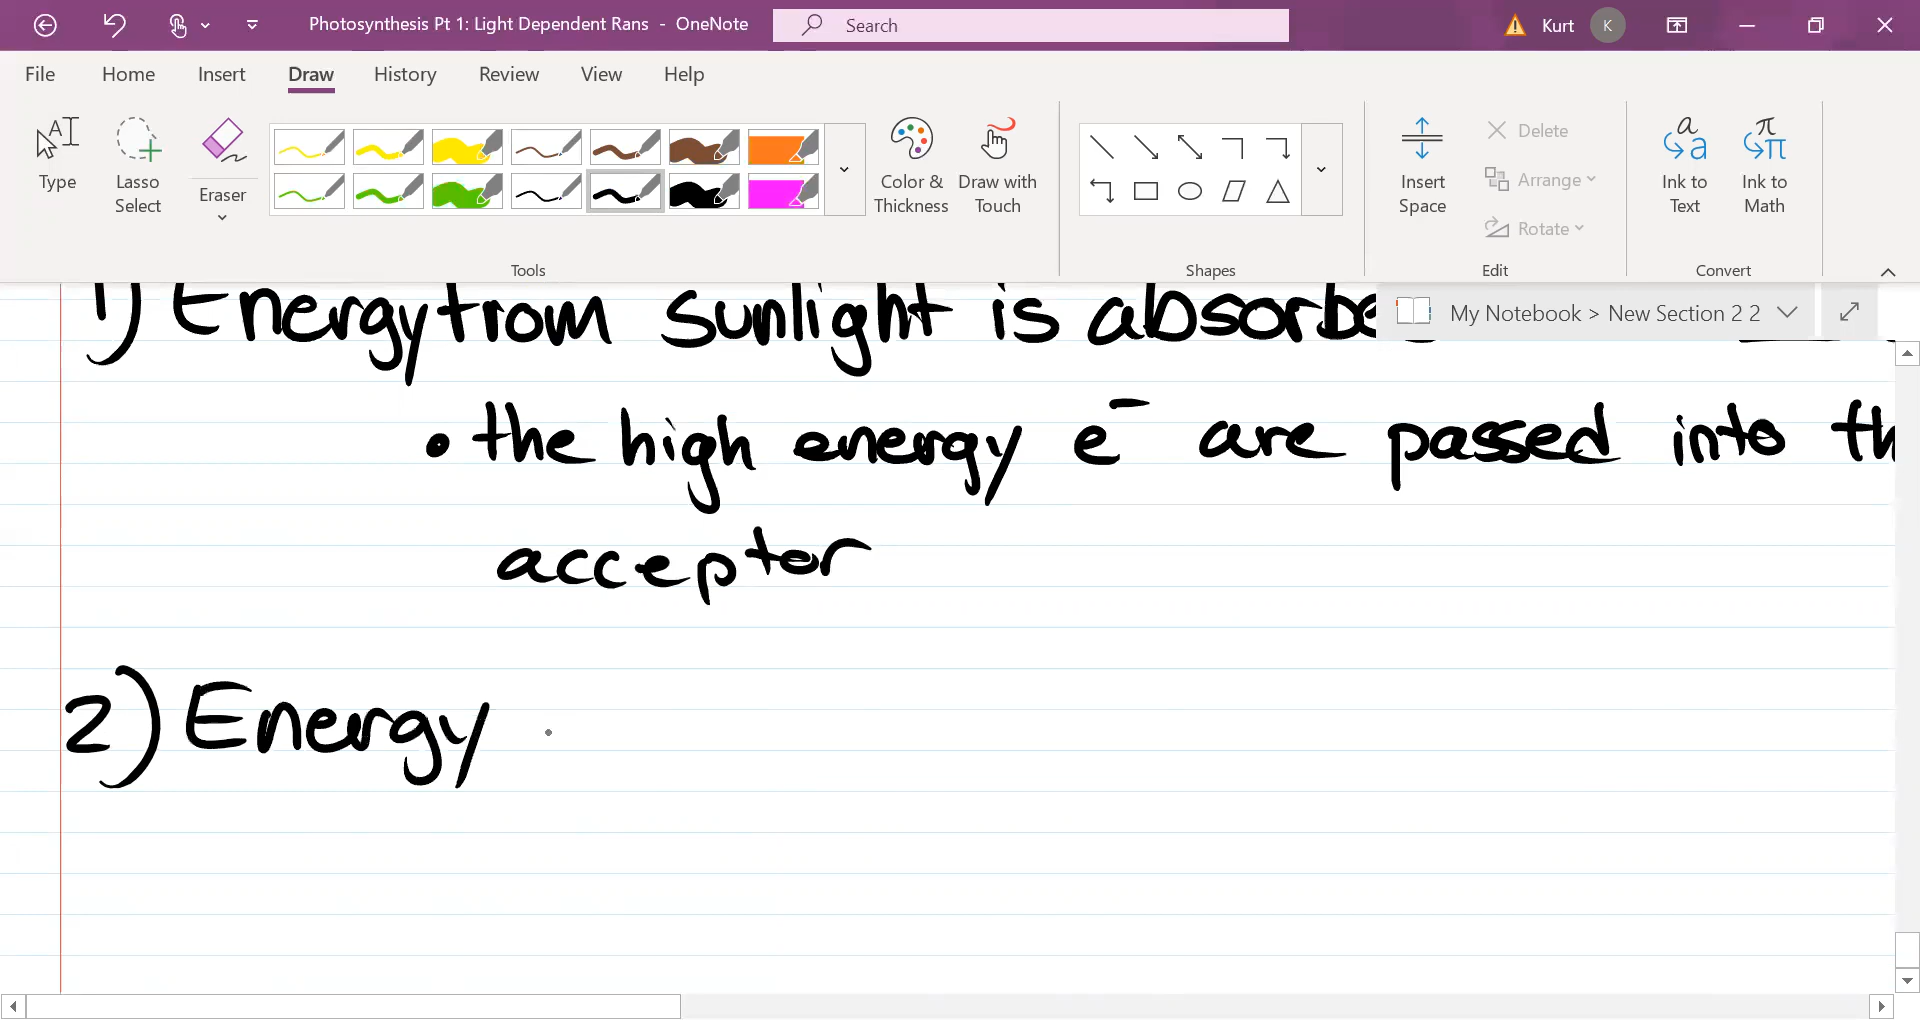 Photosynthesis Pt 1: Light Dependent Rans - OneNote
Search
Kurt
K
File Home Insert Draw History Review View Help
Type
Lasso Select
Eraser
Color & Thickness
Draw with Touch
Insert Space
Delete
Arrange
Rotate
Ink to Text
Ink to Math
Tools
Shapes
Edit
Convert
My Notebook > New Section 2 2
1) Energy from sunlight is absorbe
• the high energy e⁻ are passed into th
acceptor
2) Energy